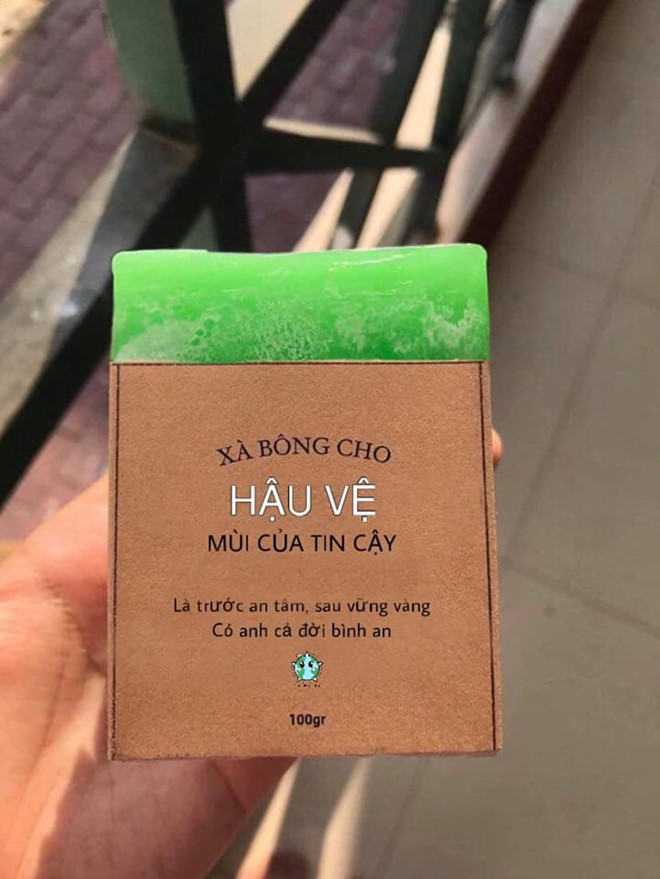 XÀ BÔNG CHO
HẬU VỆ
MÙI CỦA TIN CẬY
Là trước an tâm, sau vững vàng
Có anh cả đời bình an
100gr